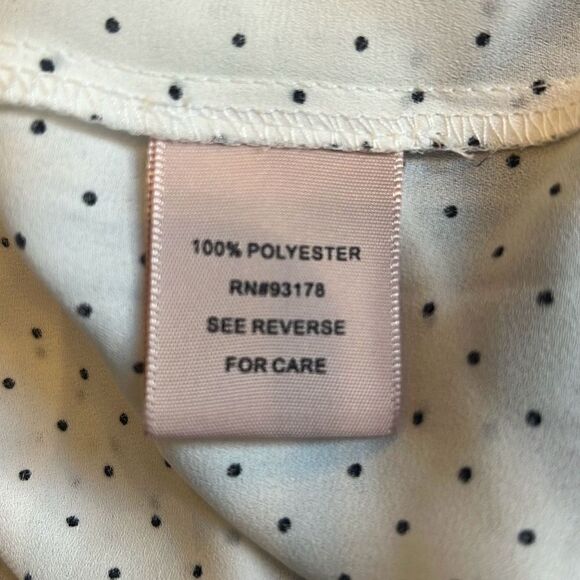 100% POLYESTER
RN#93178
SEE REVERSE
FOR CARE